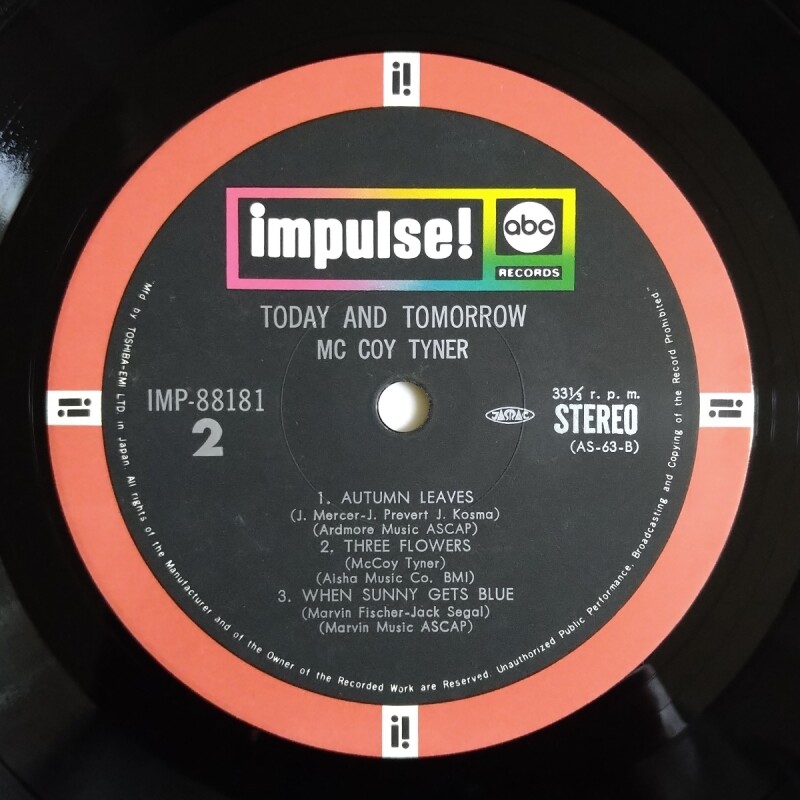 i!
impulse!
abc
RECORDS
TODAY AND TOMORROW
MC COY TYNER
IMP-88181
2
JASRAC
33⅓ r. p. m.
STEREO
(AS-63-B)
i!
i!
1. AUTUMN LEAVES
(J. Mercer-J. Prevert J. Kosma)
(Ardmore Music ASCAP)
2. THREE FLOWERS
(McCoy Tyner)
(Aisha Music Co. BMI)
3. WHEN SUNNY GETS BLUE
(Marvin Fischer-Jack Segal)
(Marvin Music ASCAP)
"Mfd by TOSHIBA-EMI LTD. in Japan. All rights of the Manufacturer and of the Owner of the Recorded Work are Reserved. Unauthorized Public Performance, Broadcasting and Copying of the Record Prohibited"
i!